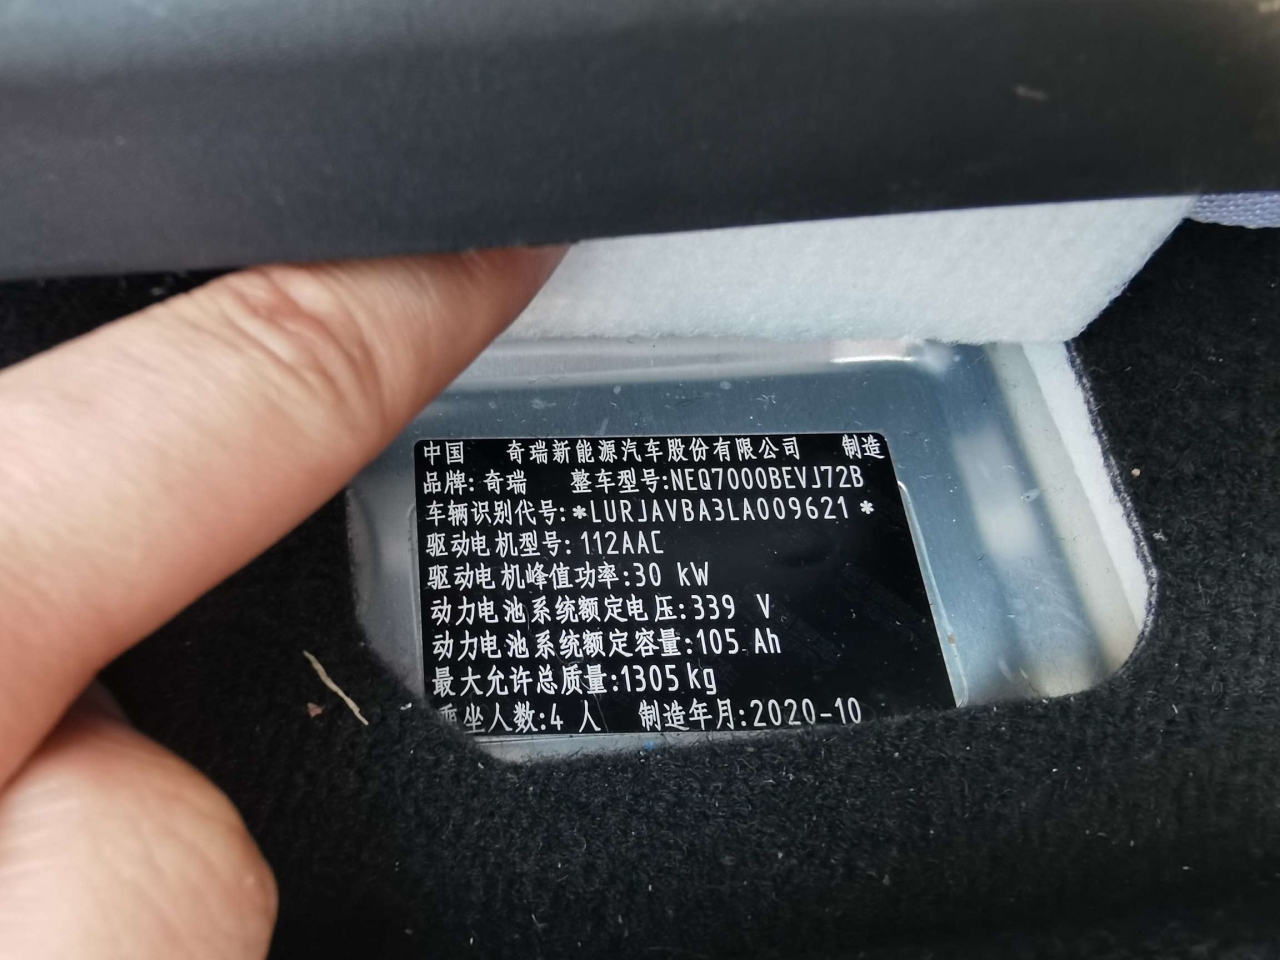 中国 奇瑞新能源汽车股份有限公司 制造
品牌:奇瑞 整车型号:NEQ7000BEVJ72B
车辆识别代号:*LURJAVBA3LA009621*
驱动电机型号:112AAC
驱动电机峰值功率:30 kW
动力电池系统额定电压:339 V
动力电池系统额定容量:105 Ah
最大允许总质量:1305kg
乘坐人数:4 人 制造年月:2020-10